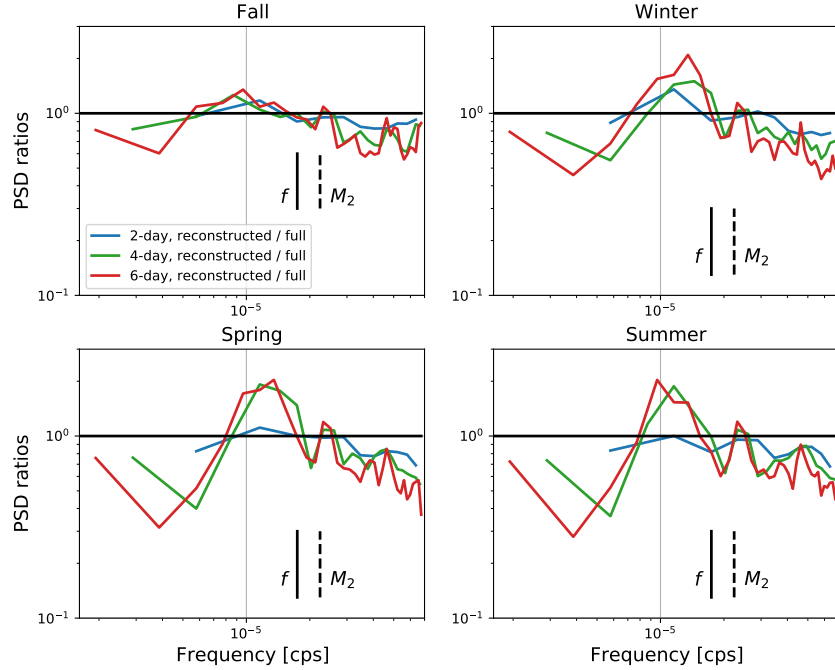 Fall
PSD ratios
10⁰
10⁻¹
10⁻⁵
f
M₂
2-day, reconstructed / full
4-day, reconstructed / full
6-day, reconstructed / full
Winter
10⁰
10⁻¹
10⁻⁵
f
M₂
Spring
PSD ratios
10⁰
10⁻¹
10⁻⁵
f
M₂
Frequency [cps]
Summer
10⁰
10⁻¹
10⁻⁵
f
M₂
Frequency [cps]